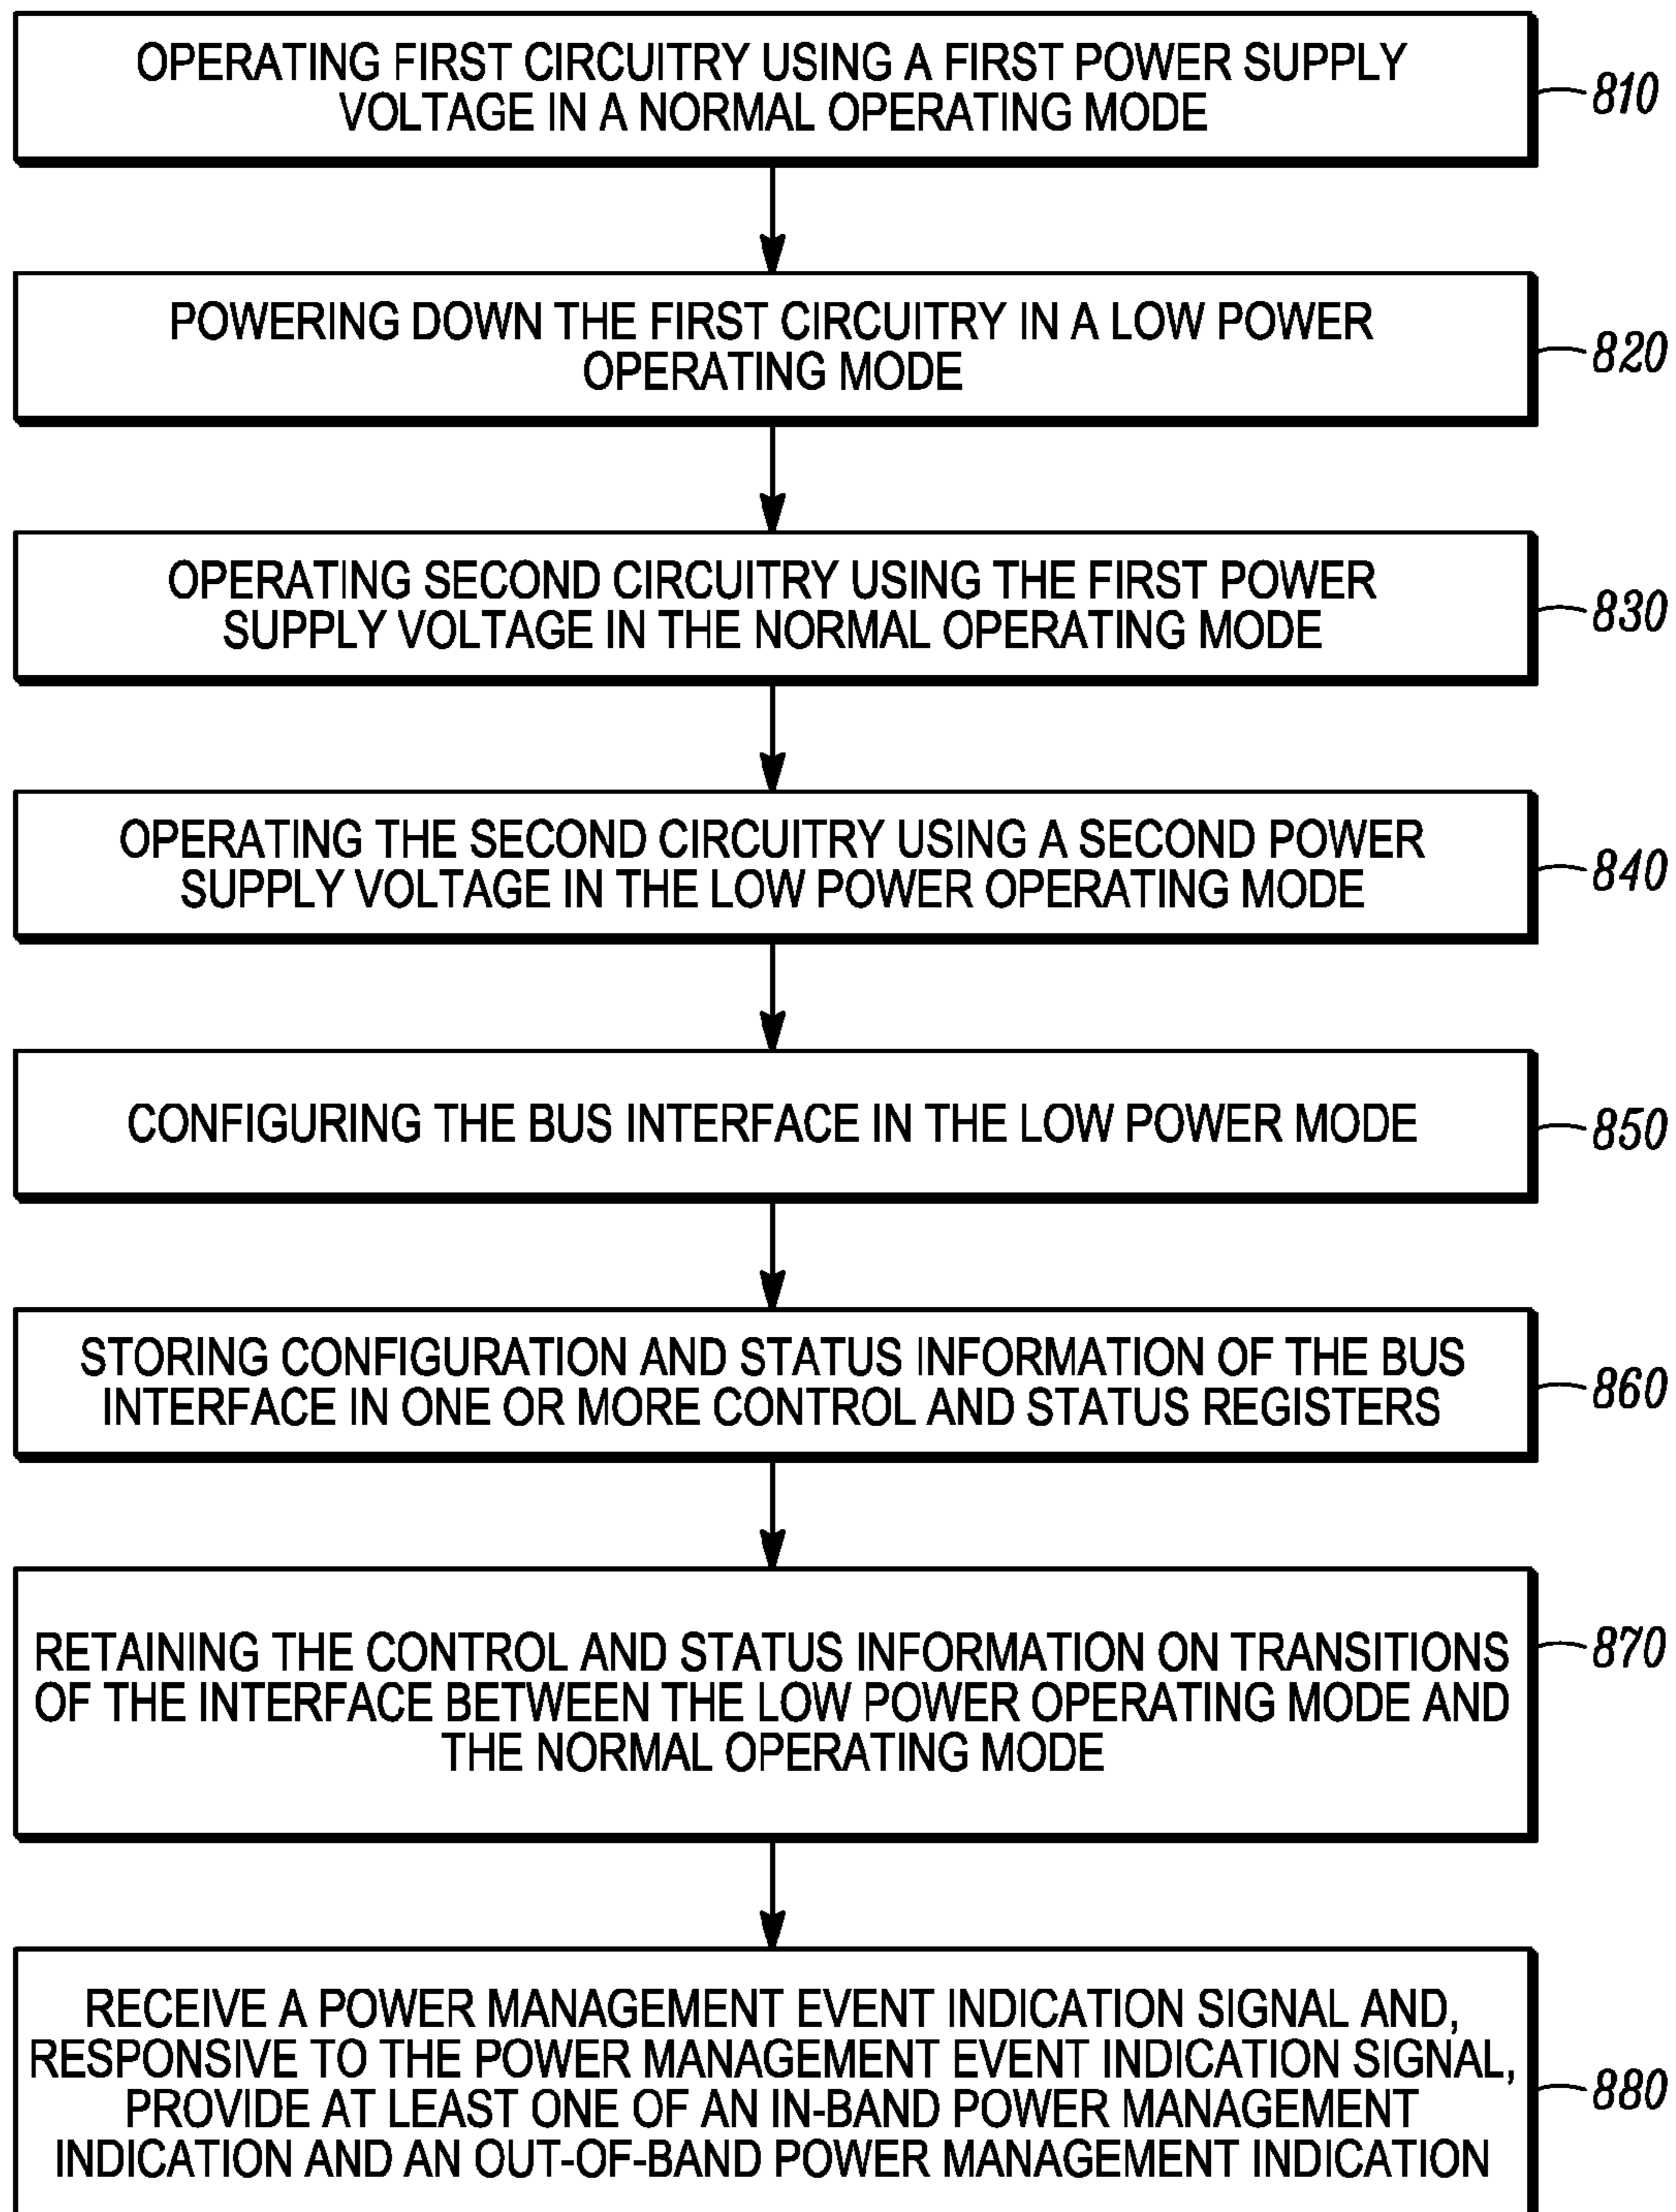 OPERATING FIRST CIRCUITRY USING A FIRST POWER SUPPLY
VOLTAGE IN A NORMAL OPERATING MODE
810
POWERING DOWN THE FIRST CIRCUITRY IN A LOW POWER
OPERATING MODE
820
OPERATING SECOND CIRCUITRY USING THE FIRST POWER
SUPPLY VOLTAGE IN THE NORMAL OPERATING MODE
830
OPERATING THE SECOND CIRCUITRY USING A SECOND POWER
SUPPLY VOLTAGE IN THE LOW POWER OPERATING MODE
840
CONFIGURING THE BUS INTERFACE IN THE LOW POWER MODE
850
STORING CONFIGURATION AND STATUS INFORMATION OF THE BUS
INTERFACE IN ONE OR MORE CONTROL AND STATUS REGISTERS
860
RETAINING THE CONTROL AND STATUS INFORMATION ON TRANSITIONS
OF THE INTERFACE BETWEEN THE LOW POWER OPERATING MODE AND
THE NORMAL OPERATING MODE
870
RECEIVE A POWER MANAGEMENT EVENT INDICATION SIGNAL AND,
RESPONSIVE TO THE POWER MANAGEMENT EVENT INDICATION SIGNAL,
PROVIDE AT LEAST ONE OF AN IN-BAND POWER MANAGEMENT
INDICATION AND AN OUT-OF-BAND POWER MANAGEMENT INDICATION
880